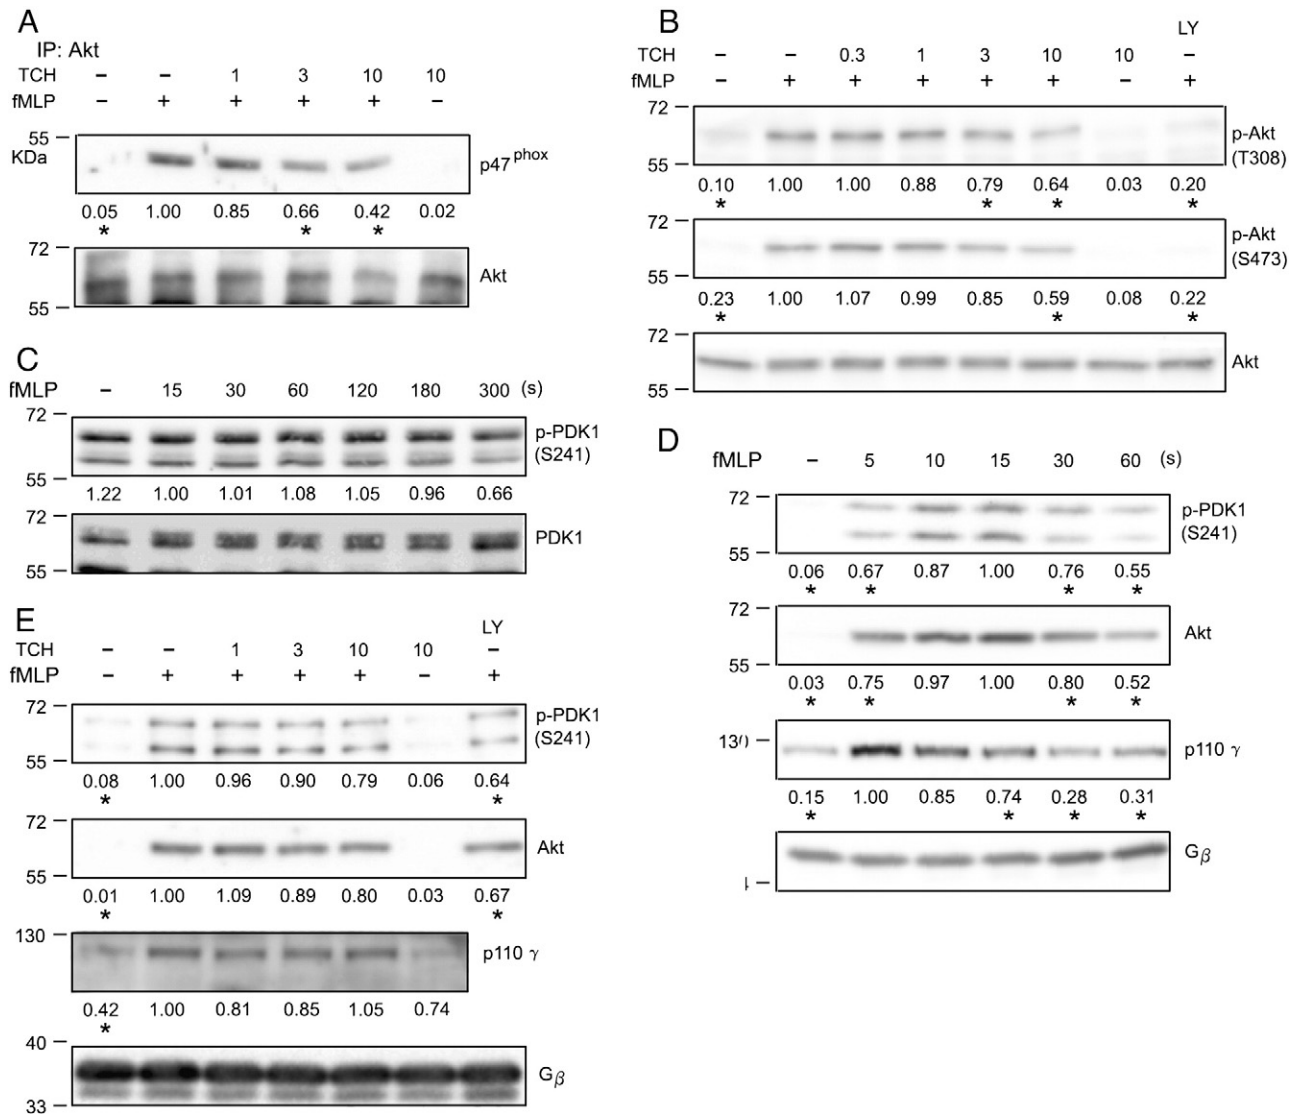 A
IP: Akt
TCH – – 1 3 10 10
fMLP – + + + + –
55
KDa
p47phox
0.05 1.00 0.85 0.66 0.42 0.02
* * *
72
Akt
55
B
LY
TCH – – 0.3 1 3 10 10 –
fMLP – + + + + + – +
72
p-Akt
(T308)
55
0.10 1.00 1.00 0.88 0.79 0.64 0.03 0.20
* * * *
72
p-Akt
(S473)
55
0.23 1.00 1.07 0.99 0.85 0.59 0.08 0.22
* * *
72
Akt
55
C
fMLP – 15 30 60 120 180 300 (s)
72
p-PDK1
(S241)
55
1.22 1.00 1.01 1.08 1.05 0.96 0.66
72
PDK1
55
D
fMLP – 5 10 15 30 60 (s)
72
p-PDK1
(S241)
55
0.06 0.67 0.87 1.00 0.76 0.55
* * * *
72
Akt
55
0.03 0.75 0.97 1.00 0.80 0.52
* * * *
p110 γ
0.15 1.00 0.85 0.74 0.28 0.31
* * * *
Gβ
E
LY
TCH – – 1 3 10 10 –
fMLP – + + + + – +
72
p-PDK1
(S241)
55
0.08 1.00 0.96 0.90 0.79 0.06 0.64
* *
72
Akt
55
0.01 1.00 1.09 0.89 0.80 0.03 0.67
* *
130
p110 γ
0.42 1.00 0.81 0.85 1.05 0.74
*
40
Gβ
33